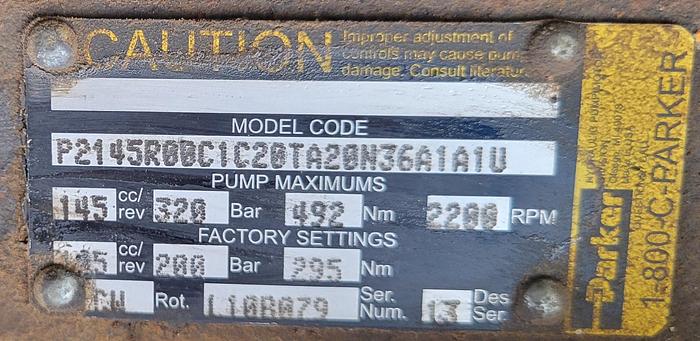 CAUTION
Improper adjustment of
controls may cause pump
damage. Consult literature
MODEL CODE
P2145R00C1C20TA20N36A1A1U
PUMP MAXIMUMS
145 cc/rev 320 Bar 492 Nm 2200 RPM
FACTORY SETTINGS
cc/rev 200 Bar 295 Nm
Rot. L10R079 Ser. Num. 13 Des Ser.
Parker
1-800-C-PARKER